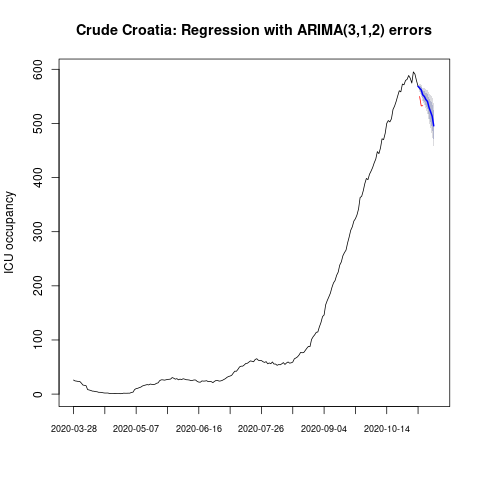 Crude Croatia: Regression with ARIMA(3,1,2) errors
ICU occupancy
600
500
400
300
200
100
0
2020-03-28 2020-05-07 2020-06-16 2020-07-26 2020-09-04 2020-10-14